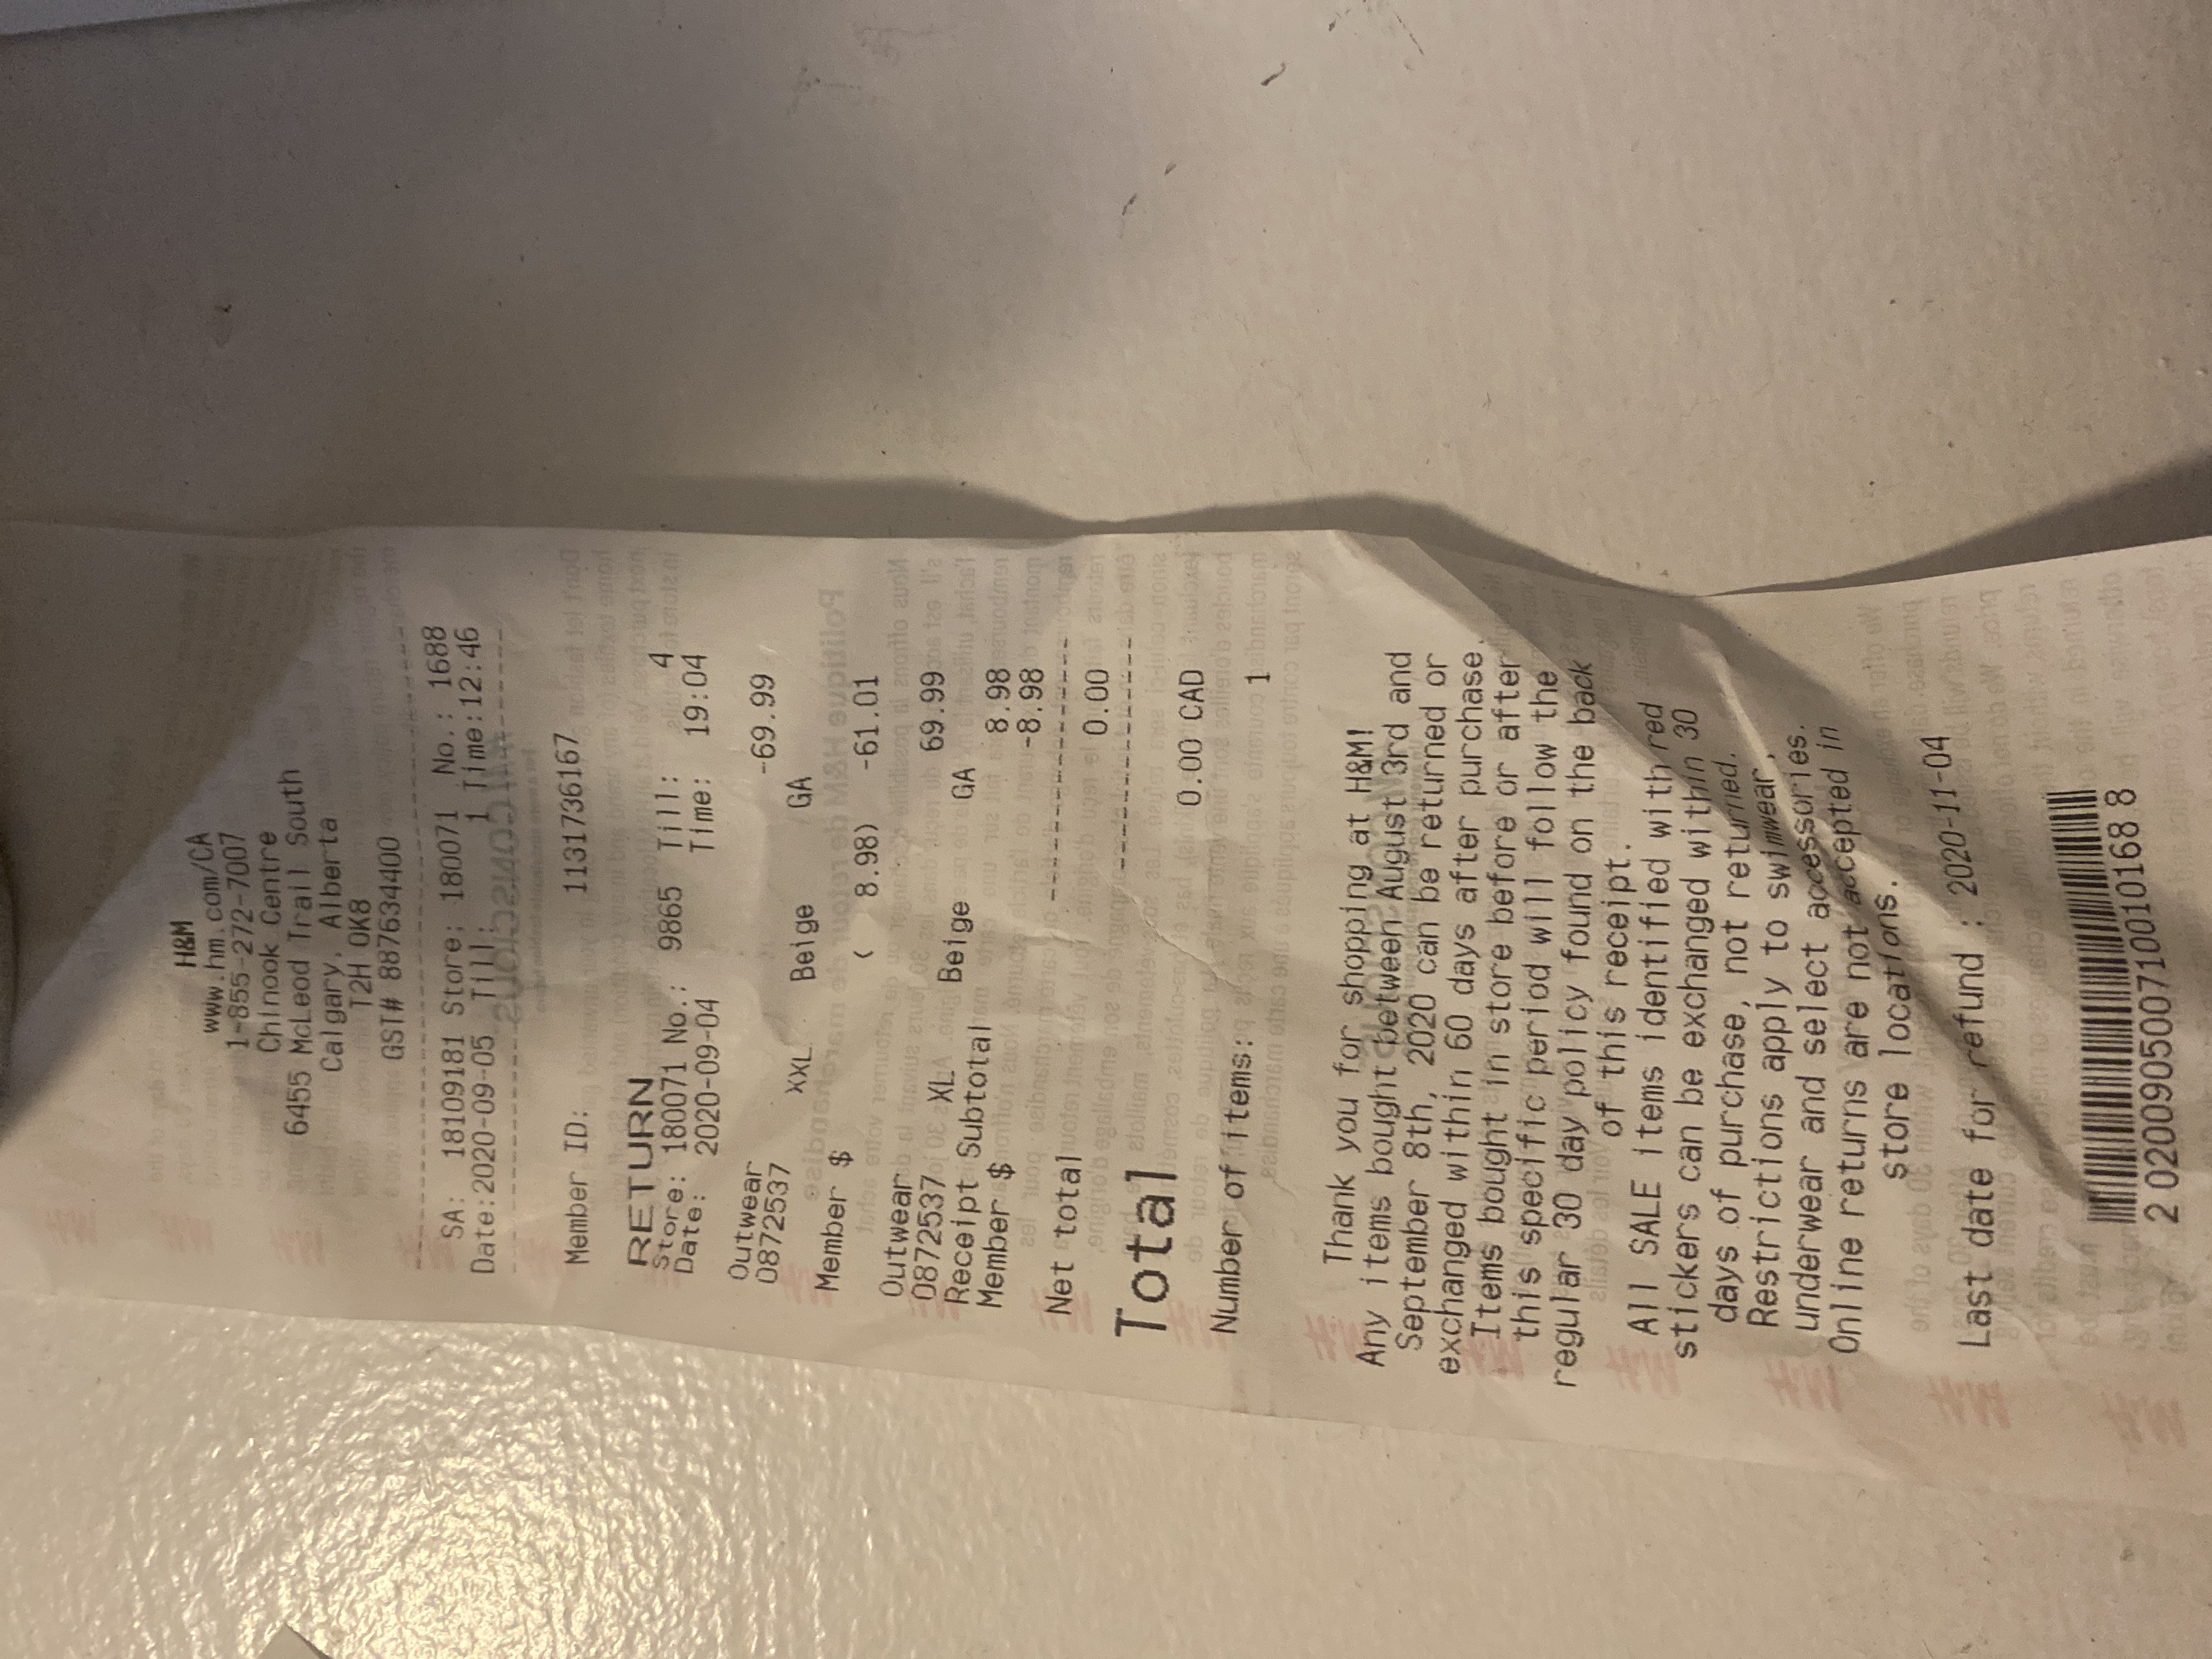 H&M
www.hm.com/CA
1-855-272-7007
Chinook Centre
6455 McLeod Trail South
Calgary, Alberta
T2H 0K8
GST# 887634400
SA: 18109181 Store: 180071 No.: 1688
Date:2020-09-05 Till: 1 Time:12:46
Member ID: 1131736167
RETURN
Store: 180071 No.: 9865 Till: 4
Date: 2020-09-04 Time: 19:04
Outwear -69.99
0872537 XXL Beige GA
Member $ ( 8.98) -61.01
Outwear 69.99
0872537 XL Beige GA
Receipt Subtotal 8.98
Member $ -8.98
Net total 0.00
Total 0.00 CAD
Number of items: 1
Thank you for shopping at H&M!
Any items bought between August 3rd and
September 8th, 2020 can be returned or
exchanged within 60 days after purchase.
Items bought in store before or after
this specific period will follow the
regular 30 day policy found on the back
of this receipt.
All SALE items identified with red
stickers can be exchanged within 30
days of purchase, not returned.
Restrictions apply to swimwear,
underwear and select accessories.
Online returns are not accepted in
store locations.
Last date for refund : 2020-11-04
2 020090500710010168 8